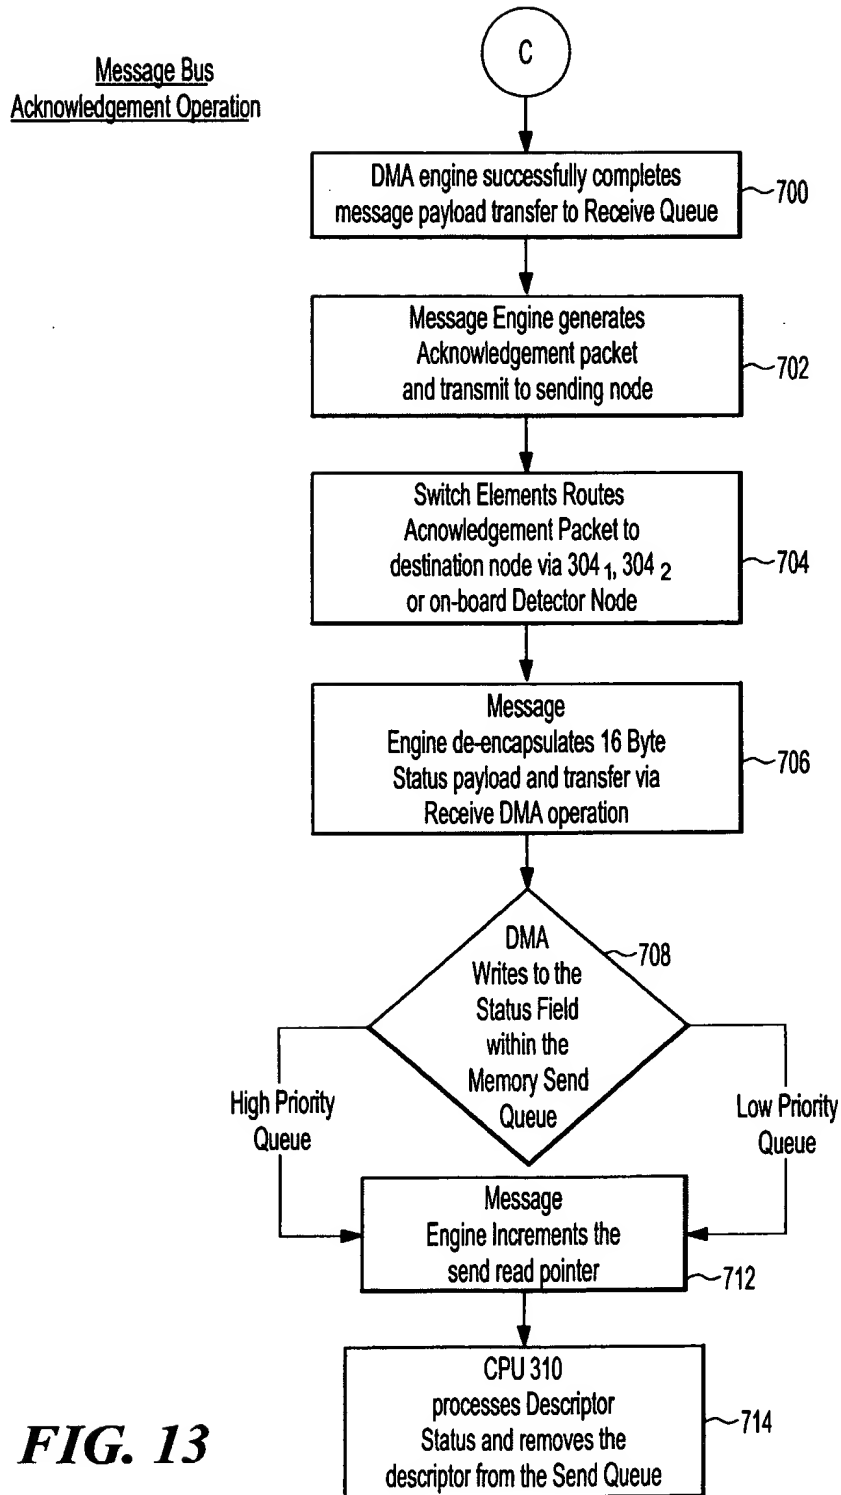 Message Bus
Acknowledgement Operation
C
DMA engine successfully completes
message payload transfer to Receive Queue
700
Message Engine generates
Acknowledgement packet
and transmit to sending node
702
Switch Elements Routes
Acnowledgement Packet to
destination node via 304 1, 304 2
or on-board Detector Node
704
Message
Engine de-encapsulates 16 Byte
Status payload and transfer via
Receive DMA operation
706
DMA
Writes to the
Status Field
within the
Memory Send
Queue
708
High Priority
Queue
Low Priority
Queue
Message
Engine Increments the
send read pointer
712
CPU 310
processes Descriptor
Status and removes the
descriptor from the Send Queue
714
FIG. 13